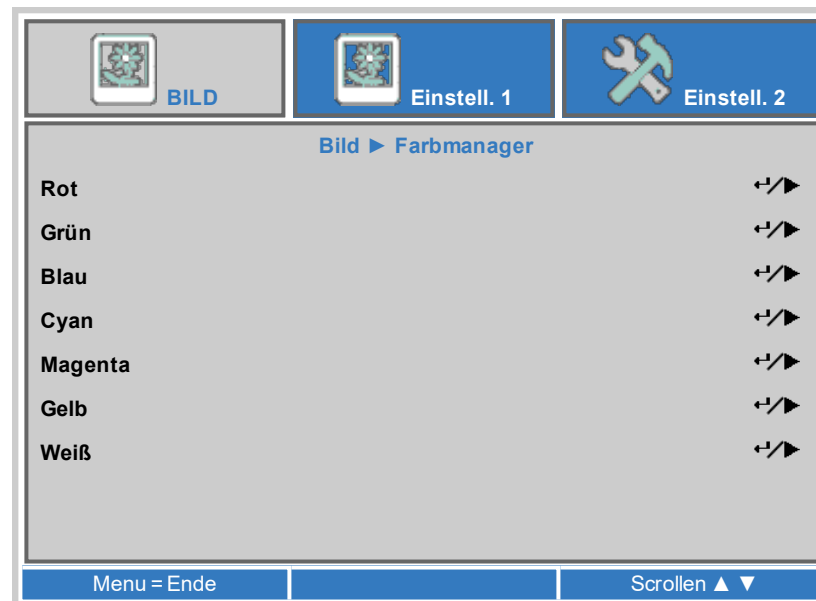 BILD
Einstell. 1
Einstell. 2
Bild ► Farbmanager
Rot ↵/►
Grün ↵/►
Blau ↵/►
Cyan ↵/►
Magenta ↵/►
Gelb ↵/►
Weiß ↵/►
Menu = Ende
Scrollen ▲ ▼